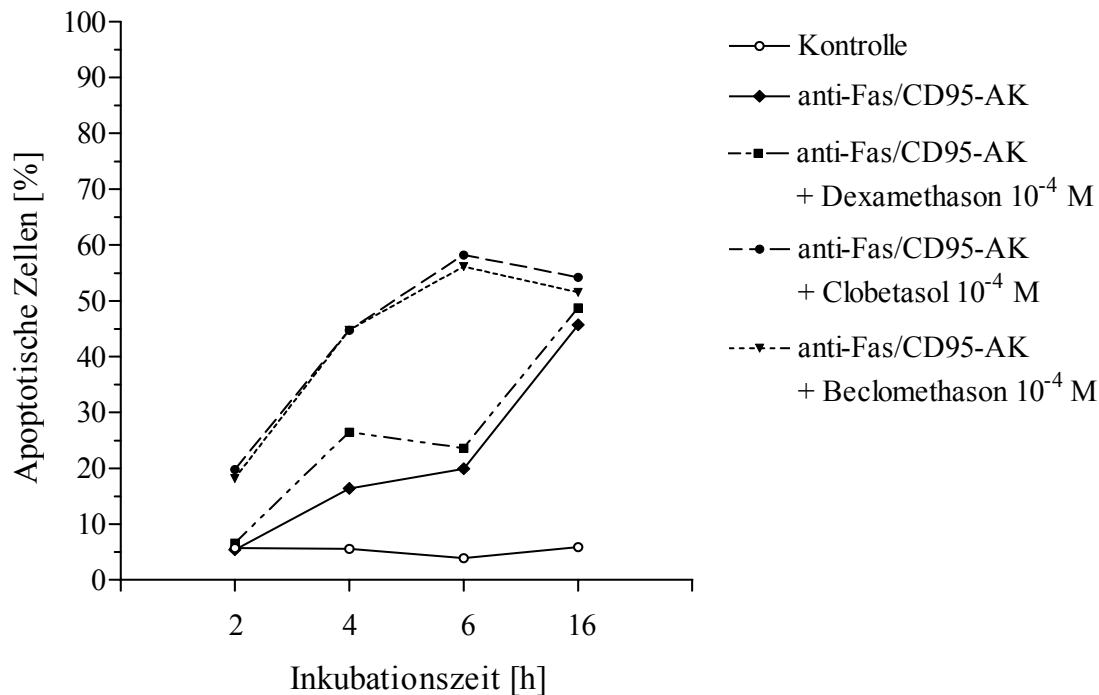 Apoptotische Zellen [%]
100
90
80
70
60
50
40
30
20
10
0
2 4 6 16
Inkubationszeit [h]
Kontrolle
anti-Fas/CD95-AK
anti-Fas/CD95-AK
+ Dexamethason 10⁻⁴ M
anti-Fas/CD95-AK
+ Clobetasol 10⁻⁴ M
anti-Fas/CD95-AK
+ Beclomethason 10⁻⁴ M